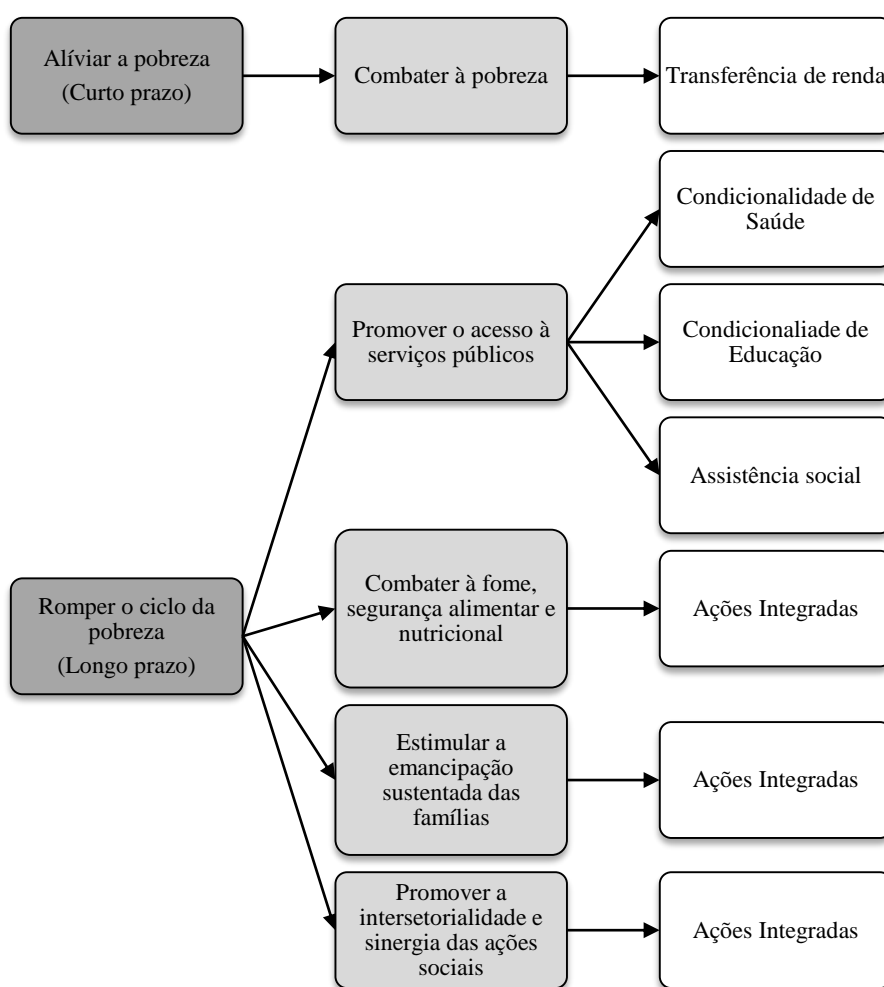 Alíviar a pobreza
(Curto prazo)
Combater à pobreza
Transferência de renda
Condicionalidade de
Saúde
Promover o acesso à
serviços públicos
Condicionaliade de
Educação
Assistência social
Romper o ciclo da
pobreza
(Longo prazo)
Combater à fome,
segurança alimentar e
nutricional
Ações Integradas
Estimular a
emancipação
sustentada das
famílias
Ações Integradas
Promover a
intersetorialidade e
sinergia das ações
sociais
Ações Integradas